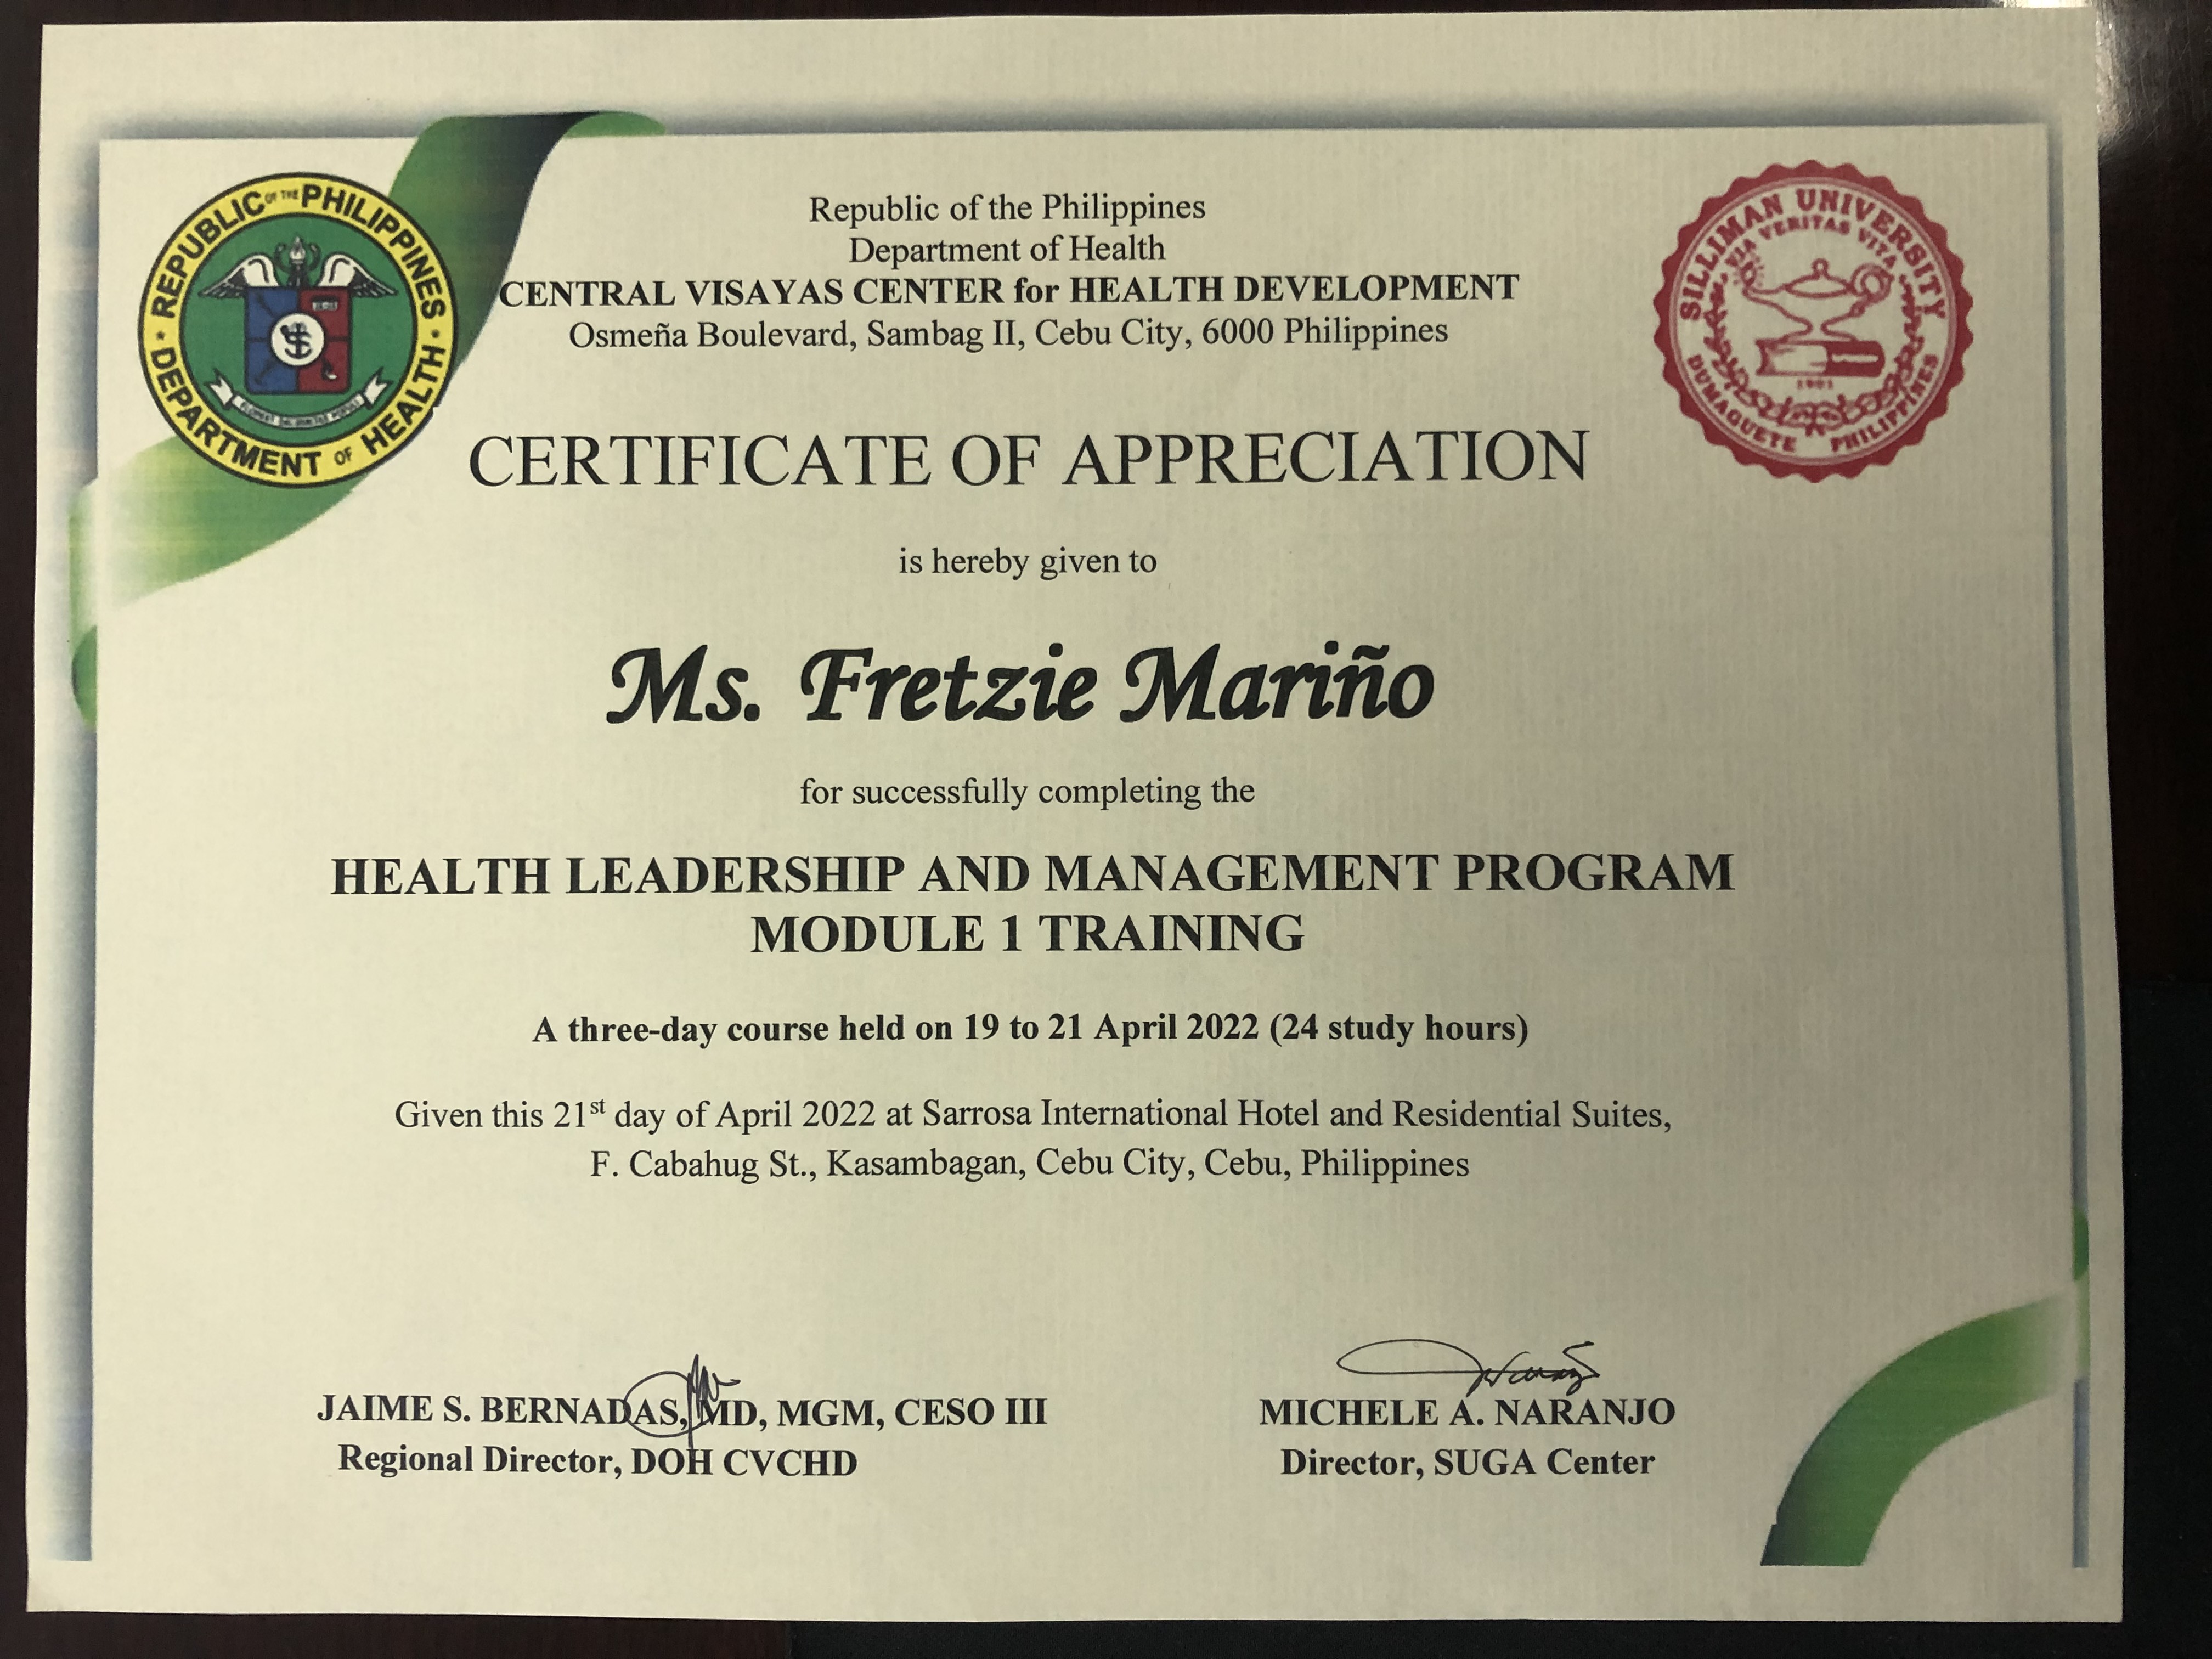 REPUBLIC OF THE PHILIPPINES
DEPARTMENT OF HEALTH
Republic of the Philippines
Department of Health
CENTRAL VISAYAS CENTER for HEALTH DEVELOPMENT
Osmeña Boulevard, Sambag II, Cebu City, 6000 Philippines
SILLIMAN UNIVERSITY
VIA VERITAS VITA
1901
DUMAGUETE PHILIPPINES
CERTIFICATE OF APPRECIATION
is hereby given to
Ms. Fretzie Mariño
for successfully completing the
HEALTH LEADERSHIP AND MANAGEMENT PROGRAM
MODULE 1 TRAINING
A three-day course held on 19 to 21 April 2022 (24 study hours)
Given this 21st day of April 2022 at Sarrosa International Hotel and Residential Suites,
F. Cabahug St., Kasambagan, Cebu City, Cebu, Philippines
JAIME S. BERNADAS, MD, MGM, CESO III
Regional Director, DOH CVCHD
MICHELE A. NARANJO
Director, SUGA Center